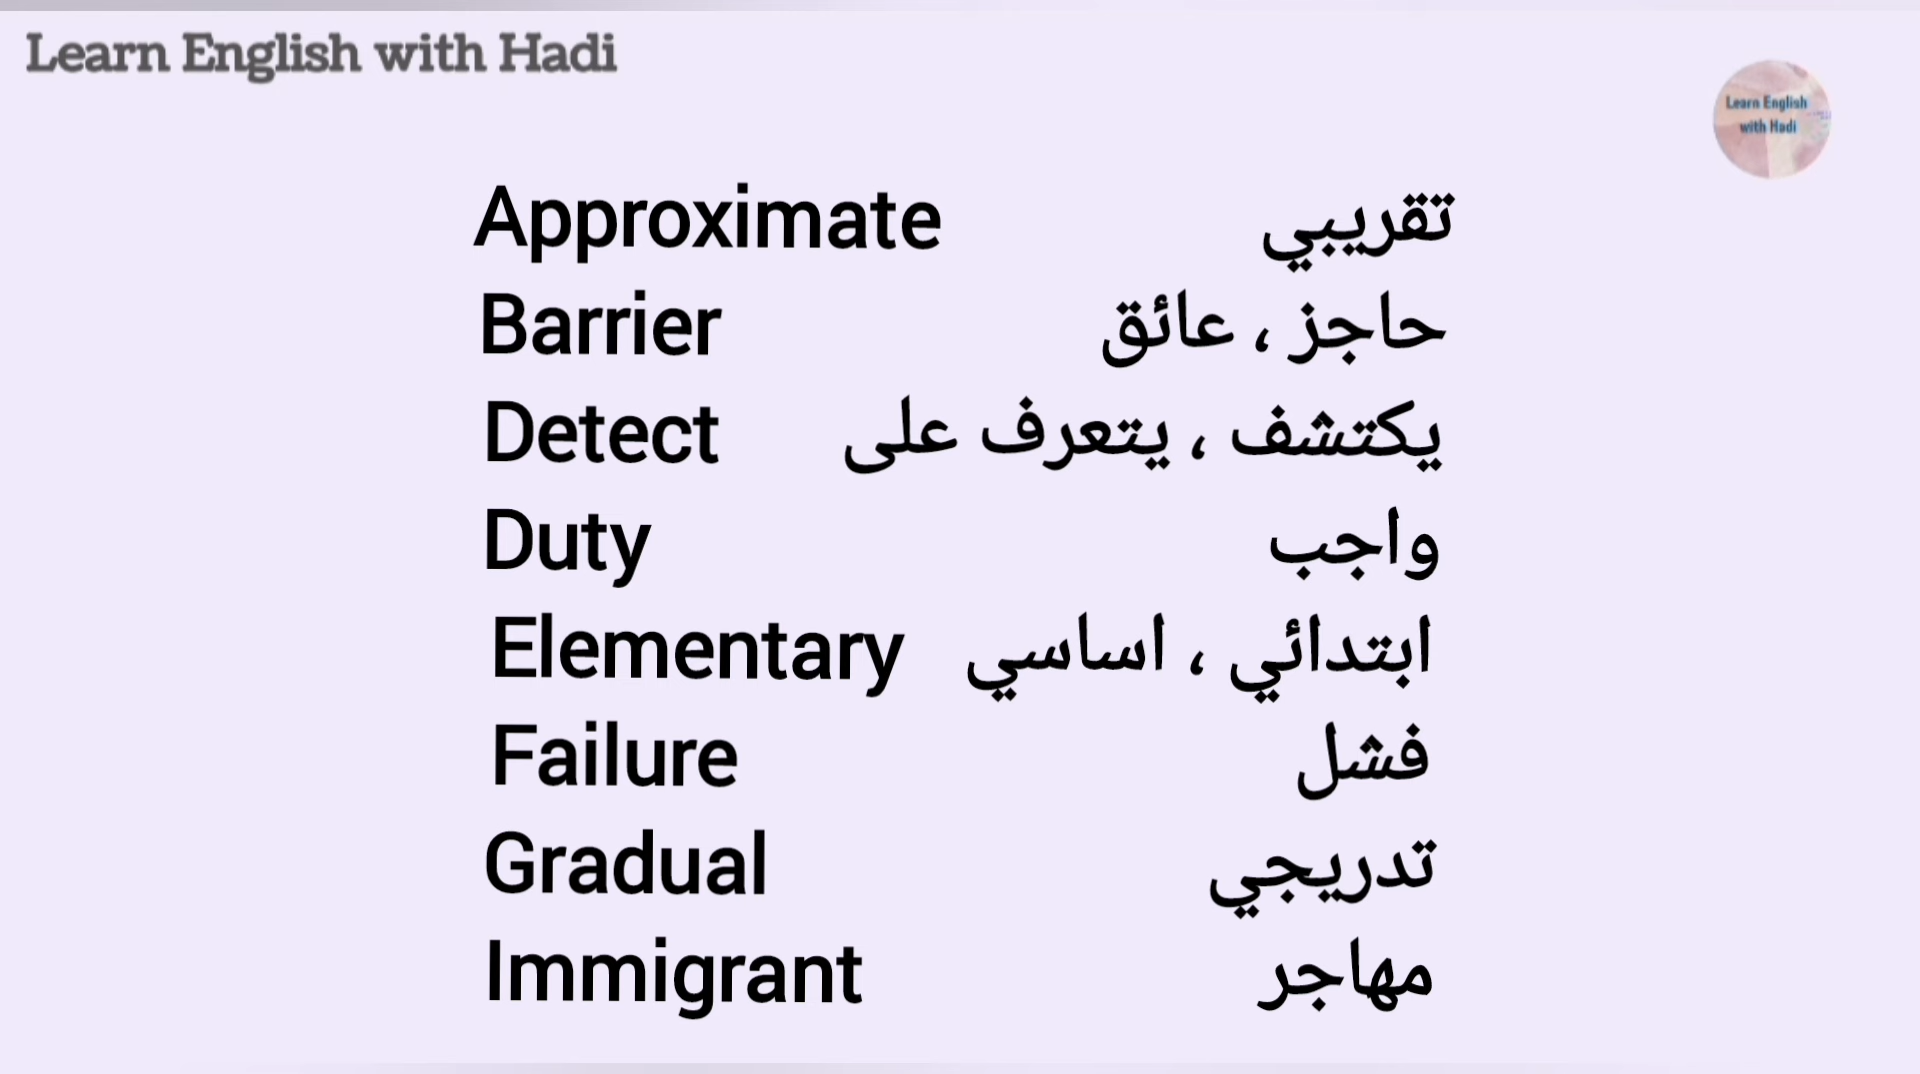 Learn English with Hadi
Learn English
with Hadi
Approximate تقريبي
Barrier حاجز ، عائق
Detect يكتشف ، يتعرف على
Duty واجب
Elementary ابتدائي ، اساسي
Failure فشل
Gradual تدريجي
Immigrant مهاجر